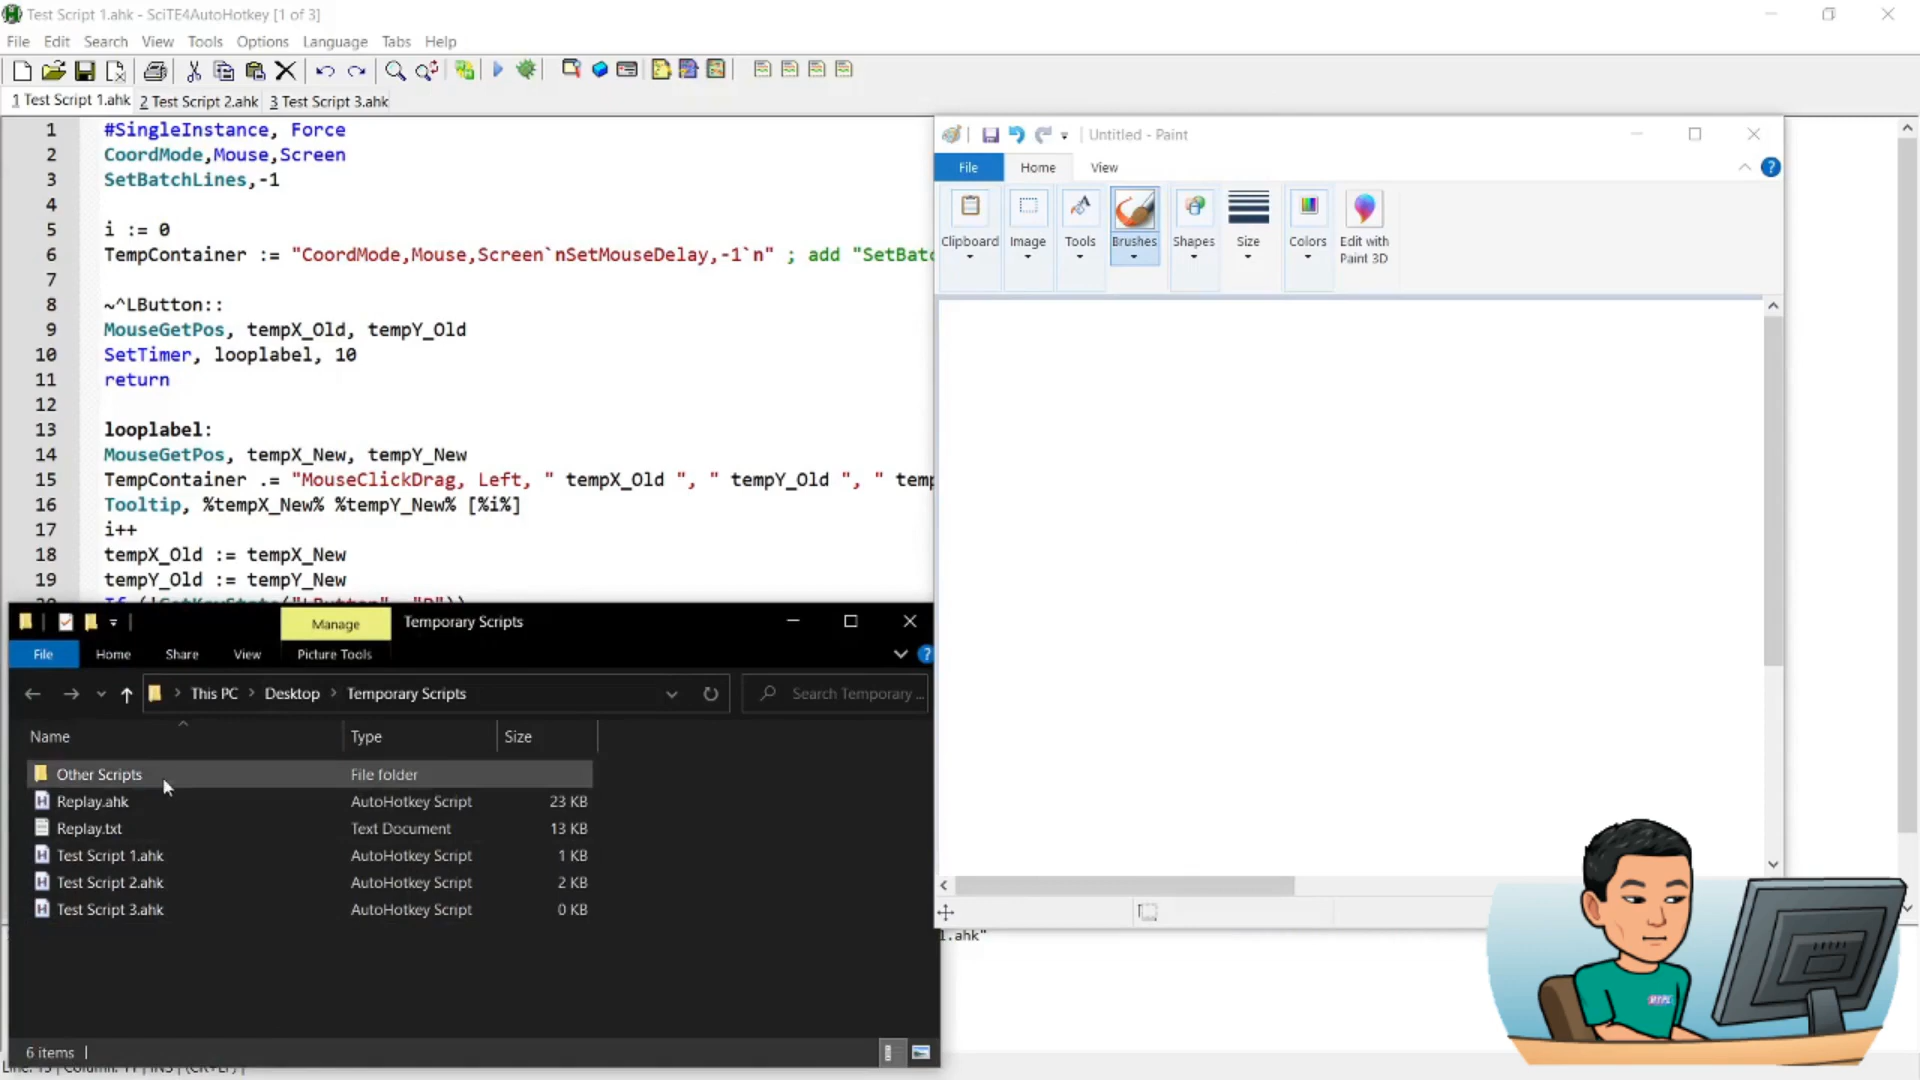 Test Script 1.ahk - SciTE4AutoHotkey [1 of 3]
File Edit Search View Tools Options Language Tabs Help
1 Test Script 1.ahk 2 Test Script 2.ahk 3 Test Script 3.ahk
1 #SingleInstance, Force
2 CoordMode,Mouse,Screen
3 SetBatchLines,-1
4
5 i := 0
6 TempContainer := "CoordMode,Mouse,Screen`nSetMouseDelay,-1`n" ; add "SetBatc
7
8 ~^LButton::
9 MouseGetPos, tempX_Old, tempY_Old
10 SetTimer, looplabel, 10
11 return
12
13 looplabel:
14 MouseGetPos, tempX_New, tempY_New
15 TempContainer .= "MouseClickDrag, Left, " tempX_Old ", " tempY_Old ", " temp
16 Tooltip, %tempX_New% %tempY_New% [%i%]
17 i++
18 tempX_Old := tempX_New
19 tempY_Old := tempY_New
Untitled - Paint
File Home View
Clipboard Image Tools Brushes Shapes Size Colors Edit with Paint 3D
Manage Temporary Scripts
File Home Share View Picture Tools
This PC > Desktop > Temporary Scripts Search Temporary ...
Name Type Size
Other Scripts File folder
Replay.ahk AutoHotkey Script 23 KB
Replay.txt Text Document 13 KB
Test Script 1.ahk AutoHotkey Script 1 KB
Test Script 2.ahk AutoHotkey Script 2 KB
Test Script 3.ahk AutoHotkey Script 0 KB
1.ahk"
6 items